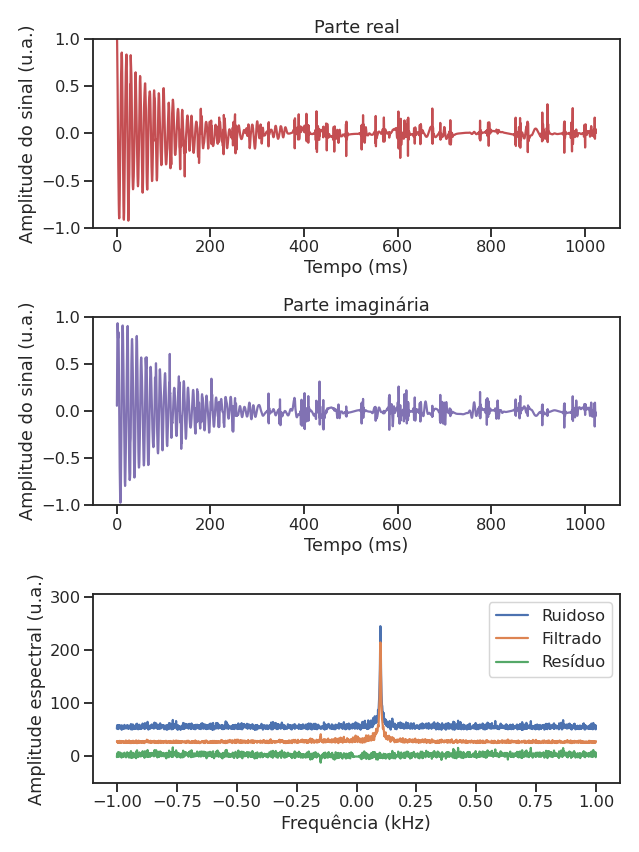 Parte real
Amplitude do sinal (u.a.)
1.0
0.5
0.0
−0.5
−1.0
0 200 400 600 800 1000
Tempo (ms)
Parte imaginária
Amplitude do sinal (u.a.)
1.0
0.5
0.0
−0.5
−1.0
0 200 400 600 800 1000
Tempo (ms)
Amplitude espectral (u.a.)
300
200
100
0
Ruidoso
Filtrado
Resíduo
−1.00 −0.75 −0.50 −0.25 0.00 0.25 0.50 0.75 1.00
Frequência (kHz)